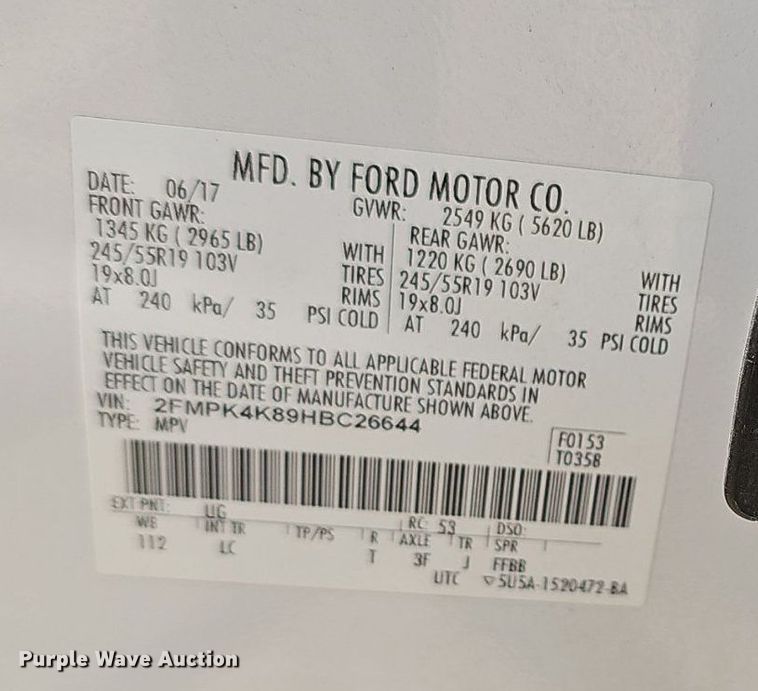 MFD. BY FORD MOTOR CO.
DATE: 06/17 GVWR: 2549 KG ( 5620 LB)
FRONT GAWR: REAR GAWR:
1345 KG ( 2965 LB) WITH 1220 KG ( 2690 LB) WITH
245/55R19 103V TIRES 245/55R19 103V TIRES
19x8.0J RIMS 19x8.0J RIMS
AT 240 kPa/ 35 PSI COLD AT 240 kPa/ 35 PSI COLD
THIS VEHICLE CONFORMS TO ALL APPLICABLE FEDERAL MOTOR
VEHICLE SAFETY AND THEFT PREVENTION STANDARDS IN
EFFECT ON THE DATE OF MANUFACTURE SHOWN ABOVE.
VIN: 2FMPK4K89HBC26644
TYPE: MPV
F0153
T0358
EXT PNT: UG RC: 53 DSO:
WB INT TR TP/PS R AXLE TR SPR
112 LC T 3F J FFBB
UTC ▽5U5A-1520472-BA
Purple Wave Auction